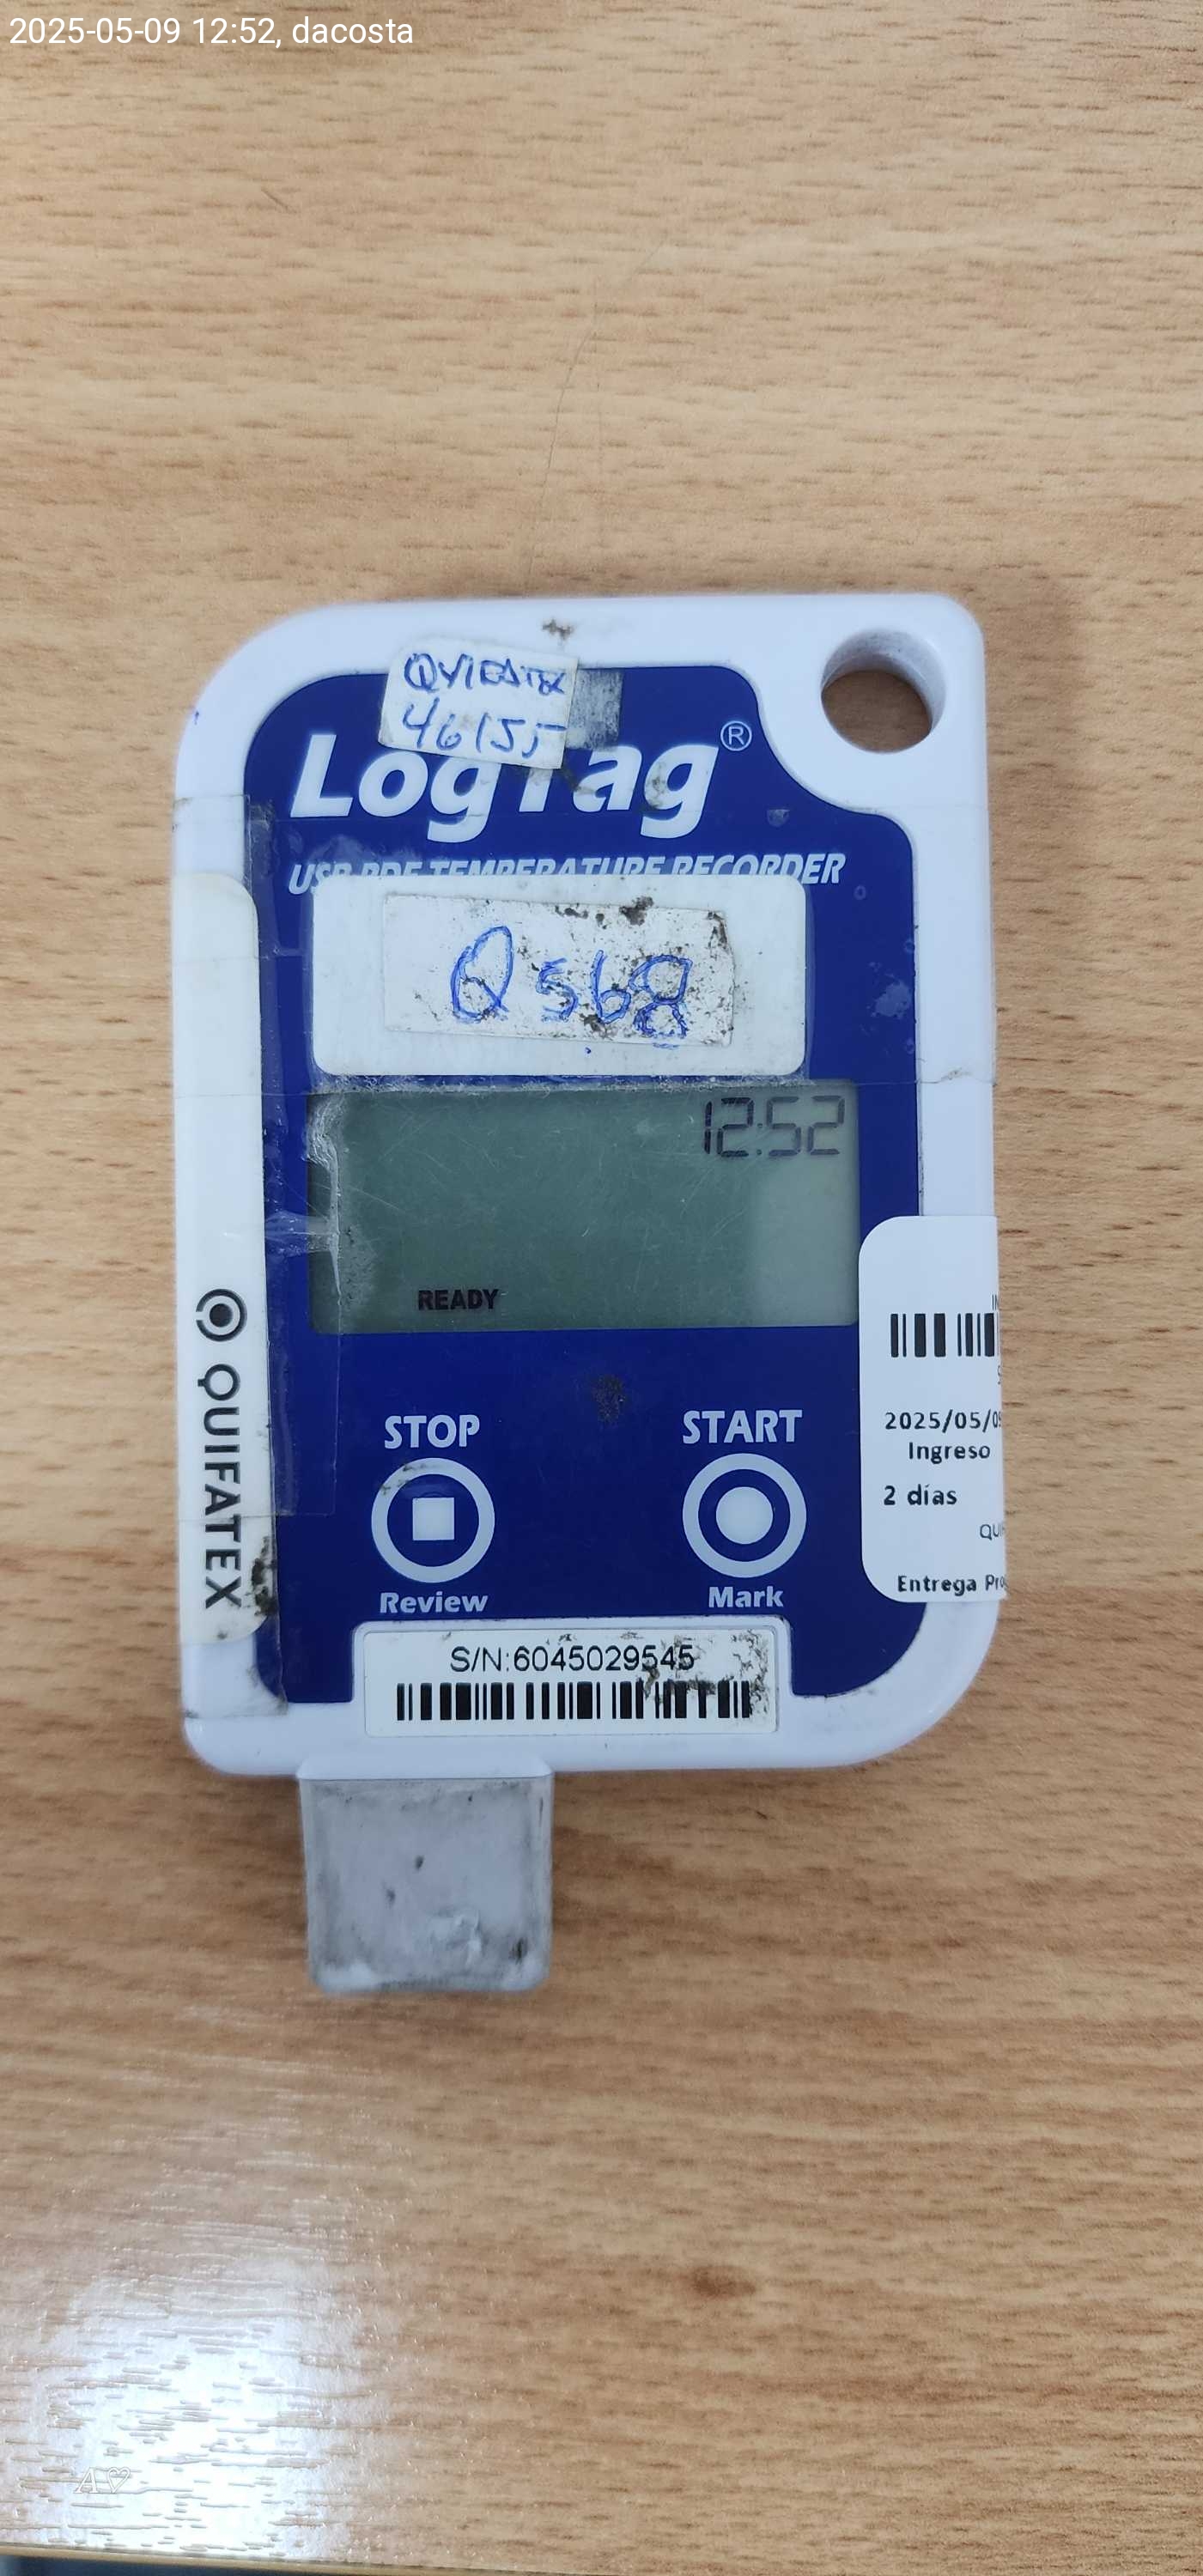 2025-05-09 12:52, dacosta
QUIFATEX
46155
LogTag®
USB PDF TEMPERATURE RECORDER
Q568
12:52
READY
QUIFATEX
2025/05/09
Ingreso
2 días
Entrega
STOP
START
Review
Mark
S/N:6045029545
A♡